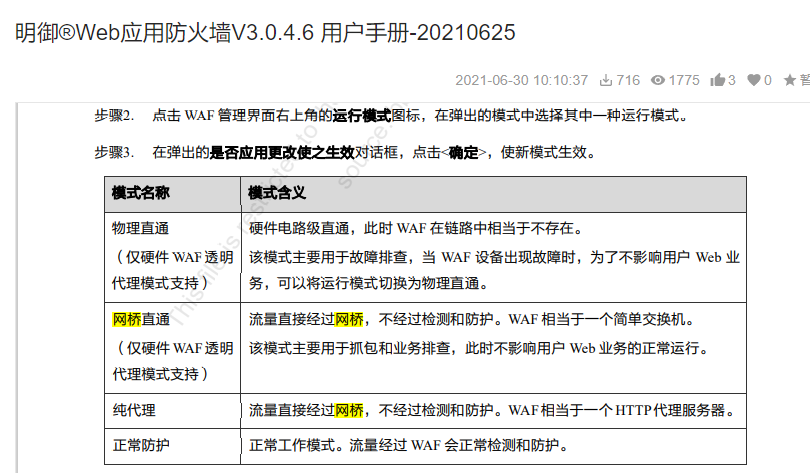 明御®Web应用防火墙V3.0.4.6 用户手册-20210625
2021-06-30 10:10:37 716 1775 3 0
步骤2. 点击 WAF 管理界面右上角的运行模式图标，在弹出的模式中选择其中一种运行模式。
步骤3. 在弹出的是否应用更改使之生效对话框，点击<确定>，使新模式生效。
模式名称 模式含义
物理直通 硬件电路级直通，此时 WAF 在链路中相当于不存在。
（仅硬件 WAF 透明 该模式主要用于故障排查，当 WAF 设备出现故障时，为了不影响用户 Web 业
代理模式支持） 务，可以将运行模式切换为物理直通。
网桥直通 流量直接经过网桥，不经过检测和防护。WAF 相当于一个简单交换机。
（仅硬件 WAF 透明 该模式主要用于抓包和业务排查，此时不影响用户 Web 业务的正常运行。
代理模式支持）
纯代理 流量直接经过网桥，不经过检测和防护。WAF 相当于一个 HTTP 代理服务器。
正常防护 正常工作模式。流量经过 WAF 会正常检测和防护。
This file is